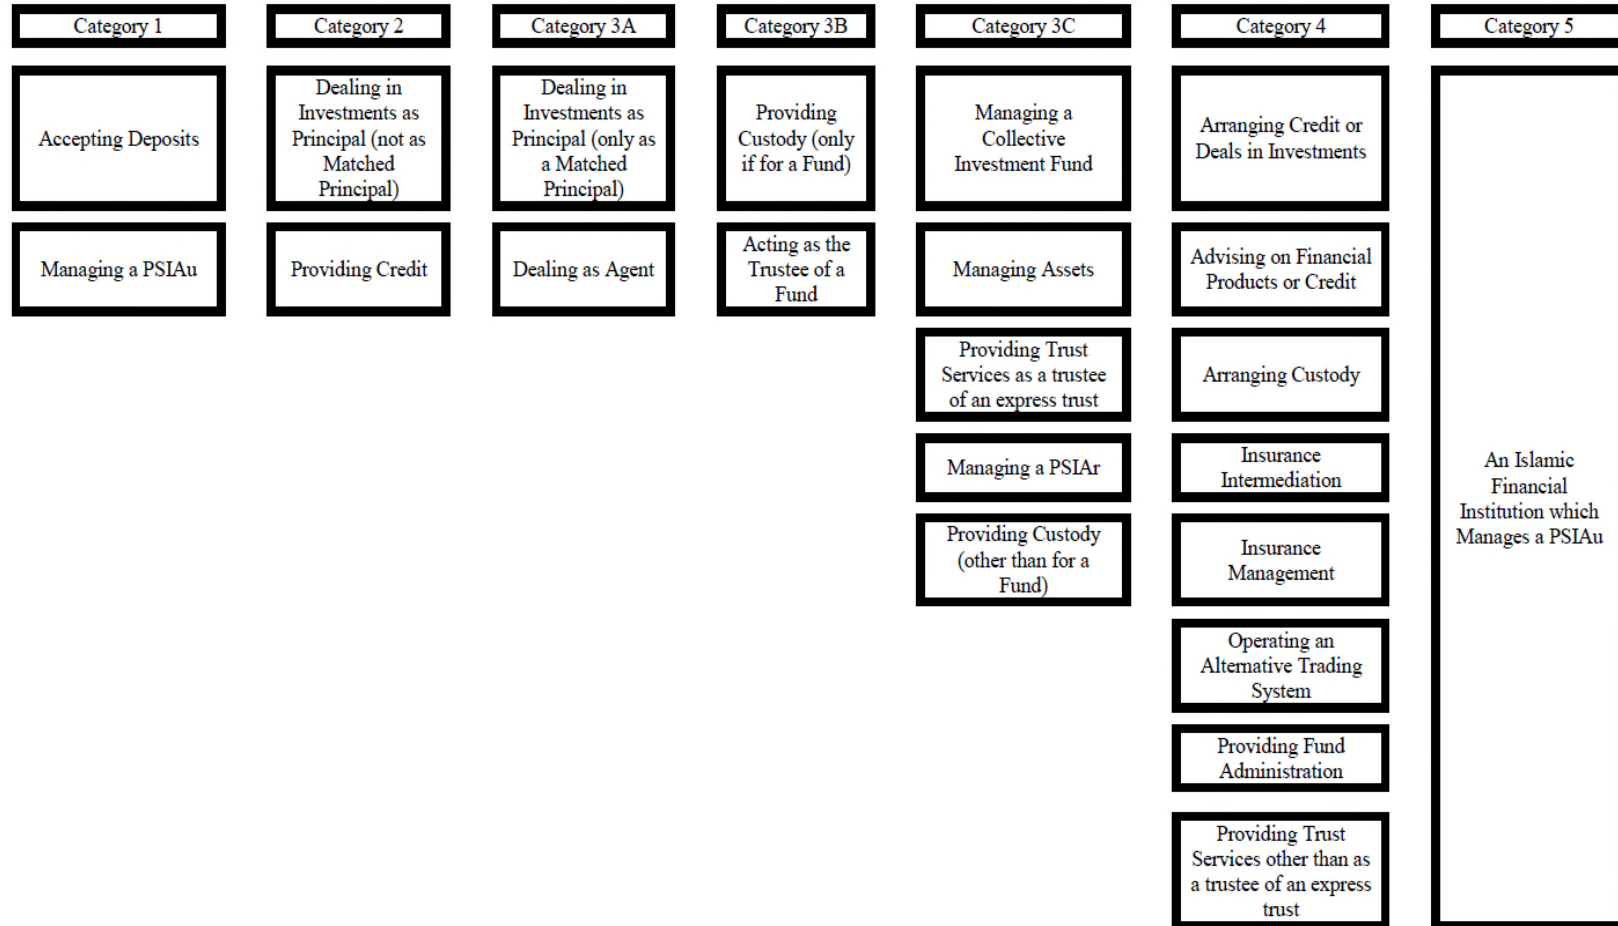 Category 1
Category 2
Category 3A
Category 3B
Category 3C
Category 4
Category 5
Accepting Deposits
Dealing in
Investments as
Principal (not as
Matched
Principal)
Dealing in
Investments as
Principal (only as
a Matched
Principal)
Providing
Custody (only
if for a Fund)
Managing a
Collective
Investment Fund
Arranging Credit or
Deals in Investments
Managing a PSIAu
Providing Credit
Dealing as Agent
Acting as the
Trustee of a
Fund
Managing Assets
Advising on Financial
Products or Credit
Providing Trust
Services as a trustee
of an express trust
Arranging Custody
Managing a PSIAr
Insurance
Intermediation
An Islamic
Financial
Institution which
Manages a PSIAu
Providing Custody
(other than for a
Fund)
Insurance
Management
Operating an
Alternative Trading
System
Providing Fund
Administration
Providing Trust
Services other than as
a trustee of an express
trust